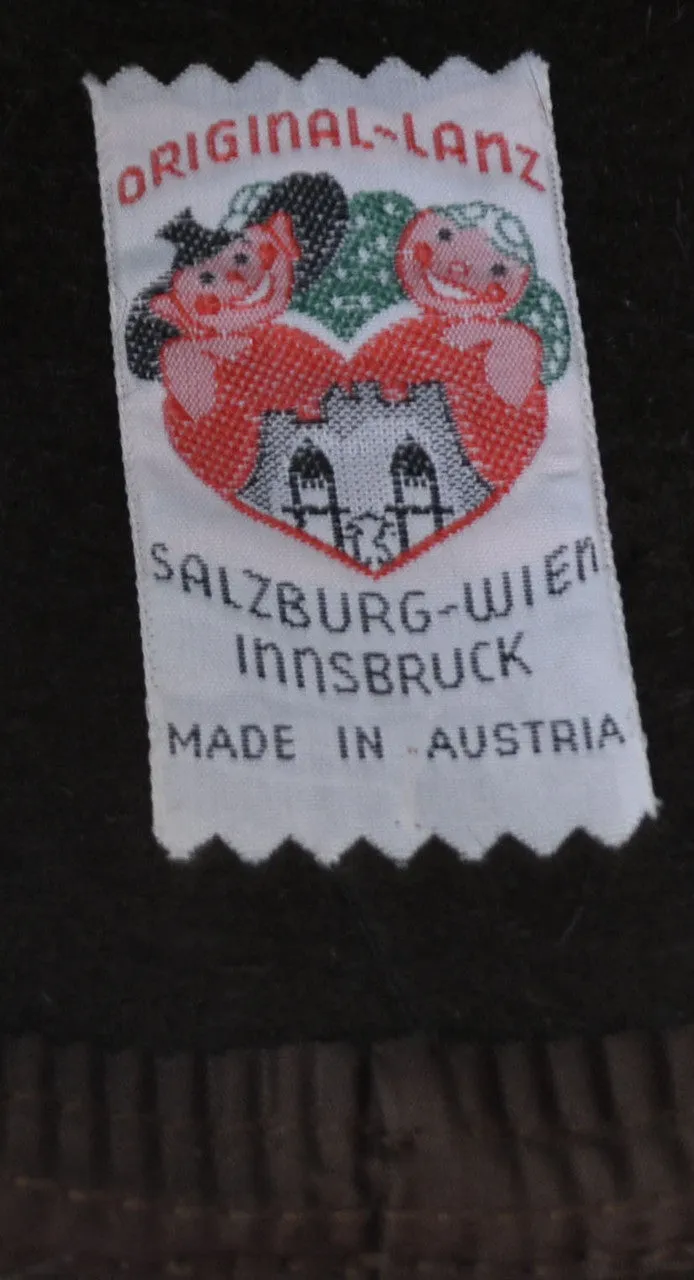 ORIGINAL~LANZ
SALZBURG~WIEN
INNSBRUCK
MADE IN AUSTRIA